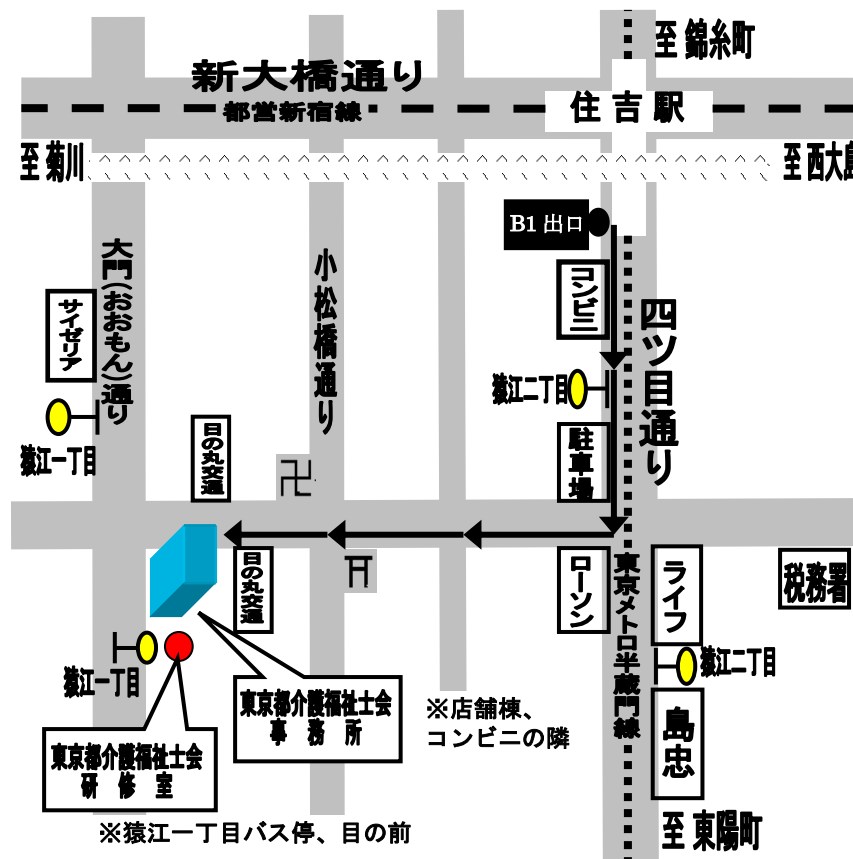 至 錦糸町
新大橋通り
都営新宿線
住吉駅
至 菊川
至 西大島
B1 出口
大門(おおもん)通り
小松橋通り
コンビニ
サイゼリア
四ツ目通り
猿江二丁目
猿江一丁目
日の丸交通
駐車場
卍
日の丸交通
ローソン
東京メトロ半蔵門線
ライフ
税務署
猿江一丁目
猿江二丁目
東京都介護福祉士会
事務所
※店舗棟、
コンビニの隣
島忠
東京都介護福祉士会
研修室
至 東陽町
※猿江一丁目バス停、目の前